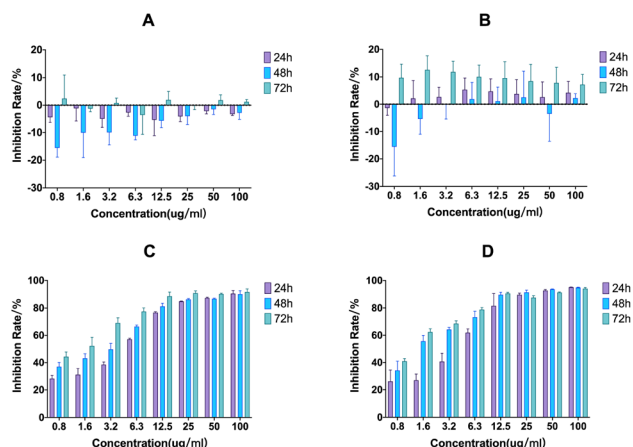 A
Inhibition Rate/%
20
10
0
-10
-20
-30
0.8 1.6 3.2 6.3 12.5 25 50 100
Concentration(ug/ml)
24h
48h
72h
B
Inhibition Rate/%
20
10
0
-10
-20
-30
0.8 1.6 3.2 6.3 12.5 25 50 100
Concentration(ug/ml)
24h
48h
72h
C
Inhibition Rate/%
100
80
60
40
20
0
0.8 1.6 3.2 6.3 12.5 25 50 100
Concentration(ug/ml)
24h
48h
72h
D
Inhibition Rate/%
100
80
60
40
20
0
0.8 1.6 3.2 6.3 12.5 25 50 100
Concentration(ug/ml)
24h
48h
72h